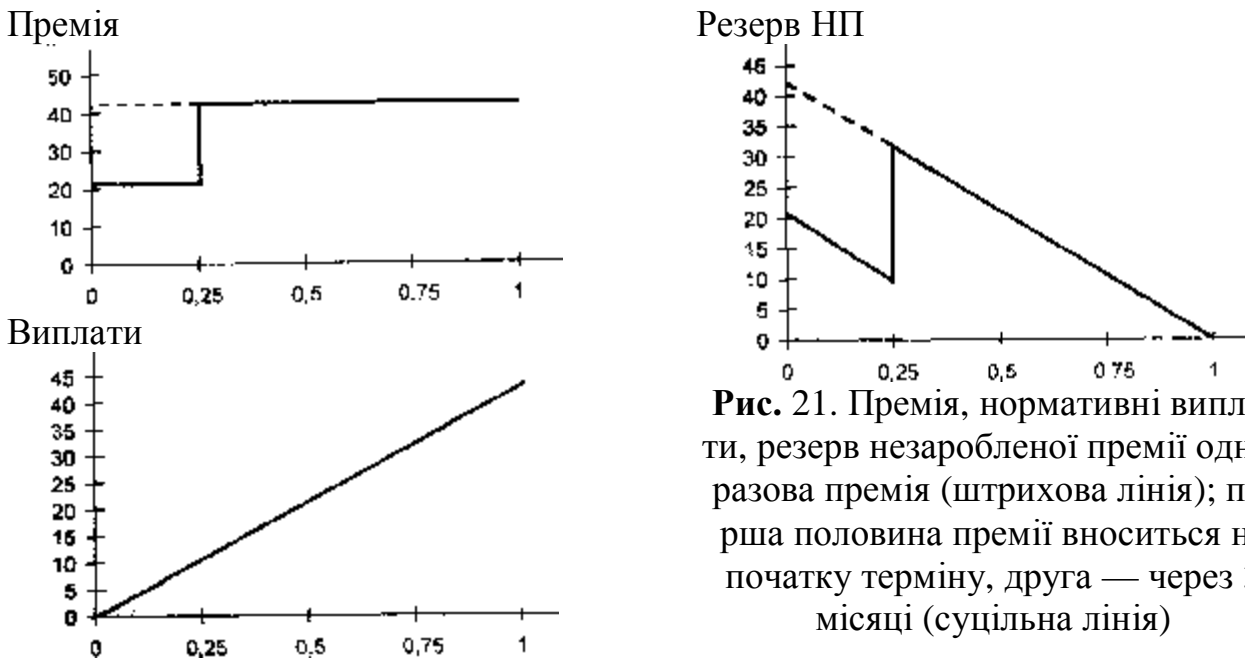 Премія
50
40
30
20
10
0
0 0,25 0,5 0.75 1
Виплати
45
40
35
30
25
20
15
10
5
0
0 0,25 0,5 0,75 1
Резерв НП
45
40
35
30
25
20
15
10
5
0
0 0,25 0,5 0 75 1
Рис. 21. Премія, нормативні випл
ти, резерв незаробленої премії одн
разова премія (штрихова лінія); п
рша половина премії вноситься н
початку терміну, друга — через
місяці (суцільна лінія)